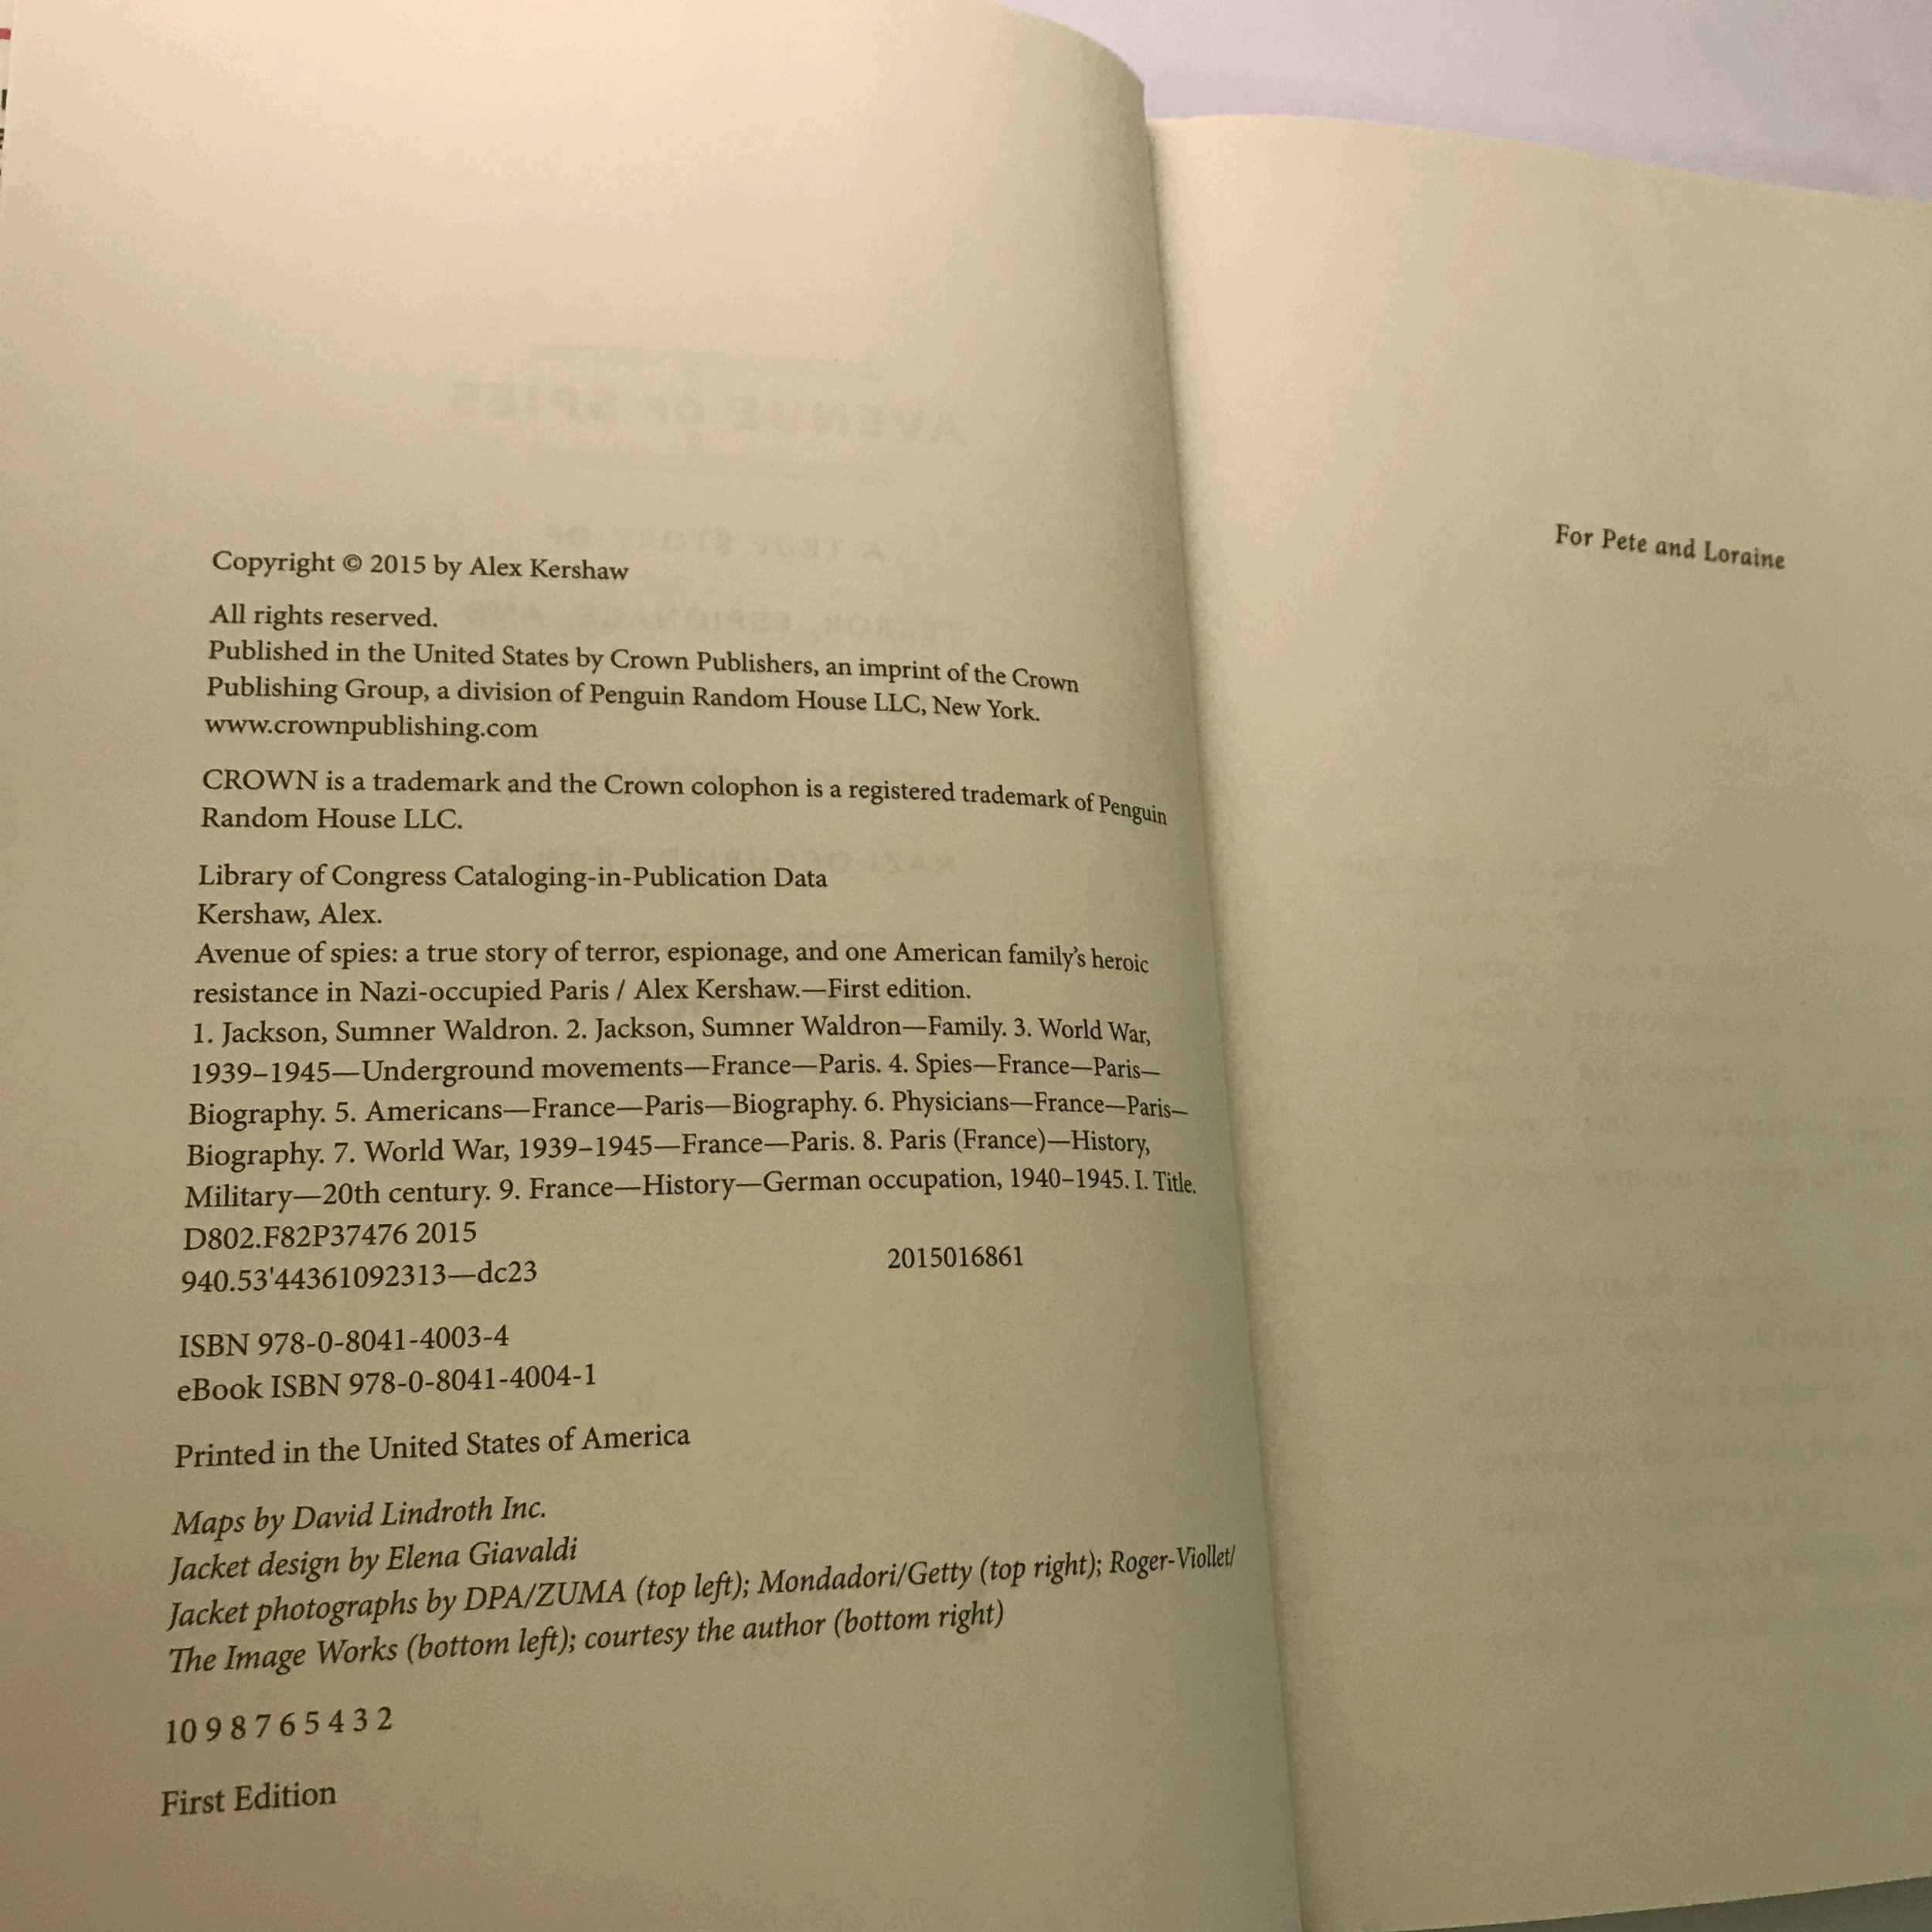 Copyright © 2015 by Alex Kershaw
All rights reserved.
Published in the United States by Crown Publishers, an imprint of the Crown
Publishing Group, a division of Penguin Random House LLC, New York.
www.crownpublishing.com
CROWN is a trademark and the Crown colophon is a registered trademark of Penguin
Random House LLC.
Library of Congress Cataloging-in-Publication Data
Kershaw, Alex.
Avenue of spies: a true story of terror, espionage, and one American family's heroic
resistance in Nazi-occupied Paris / Alex Kershaw.—First edition.
1. Jackson, Sumner Waldron. 2. Jackson, Sumner Waldron—Family. 3. World War,
1939–1945—Underground movements—France—Paris. 4. Spies—France—Paris—
Biography. 5. Americans—France—Paris—Biography. 6. Physicians—France—Paris—
Biography. 7. World War, 1939–1945—France—Paris. 8. Paris (France)—History,
Military—20th century. 9. France—History—German occupation, 1940–1945. I. Title.
D802.F82P37476 2015
940.53'44361092313—dc23 2015016861
ISBN 978-0-8041-4003-4
eBook ISBN 978-0-8041-4004-1
Printed in the United States of America
Maps by David Lindroth Inc.
Jacket design by Elena Giavaldi
Jacket photographs by DPA/ZUMA (top left); Mondadori/Getty (top right); Roger-Viollet/
The Image Works (bottom left); courtesy the author (bottom right)
10 9 8 7 6 5 4 3 2
First Edition
For Pete and Loraine